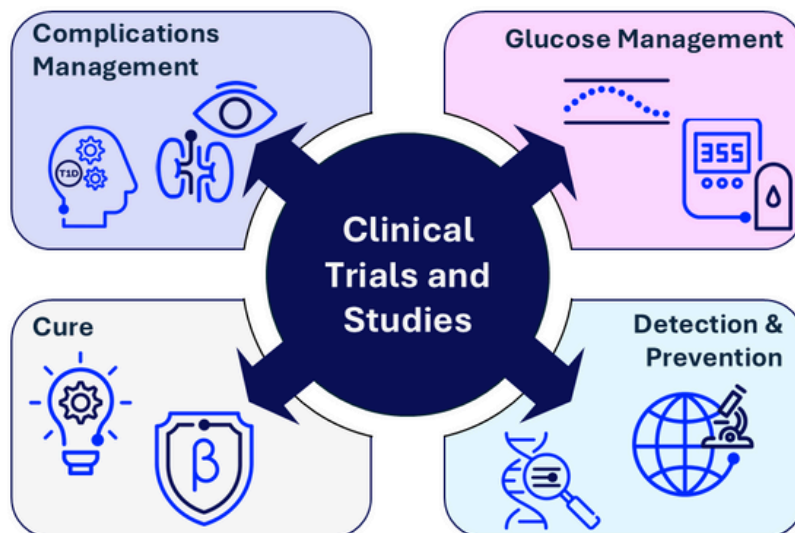 Complications
Management
T1D
Glucose Management
355
Clinical
Trials and
Studies
Cure
β
Detection &
Prevention